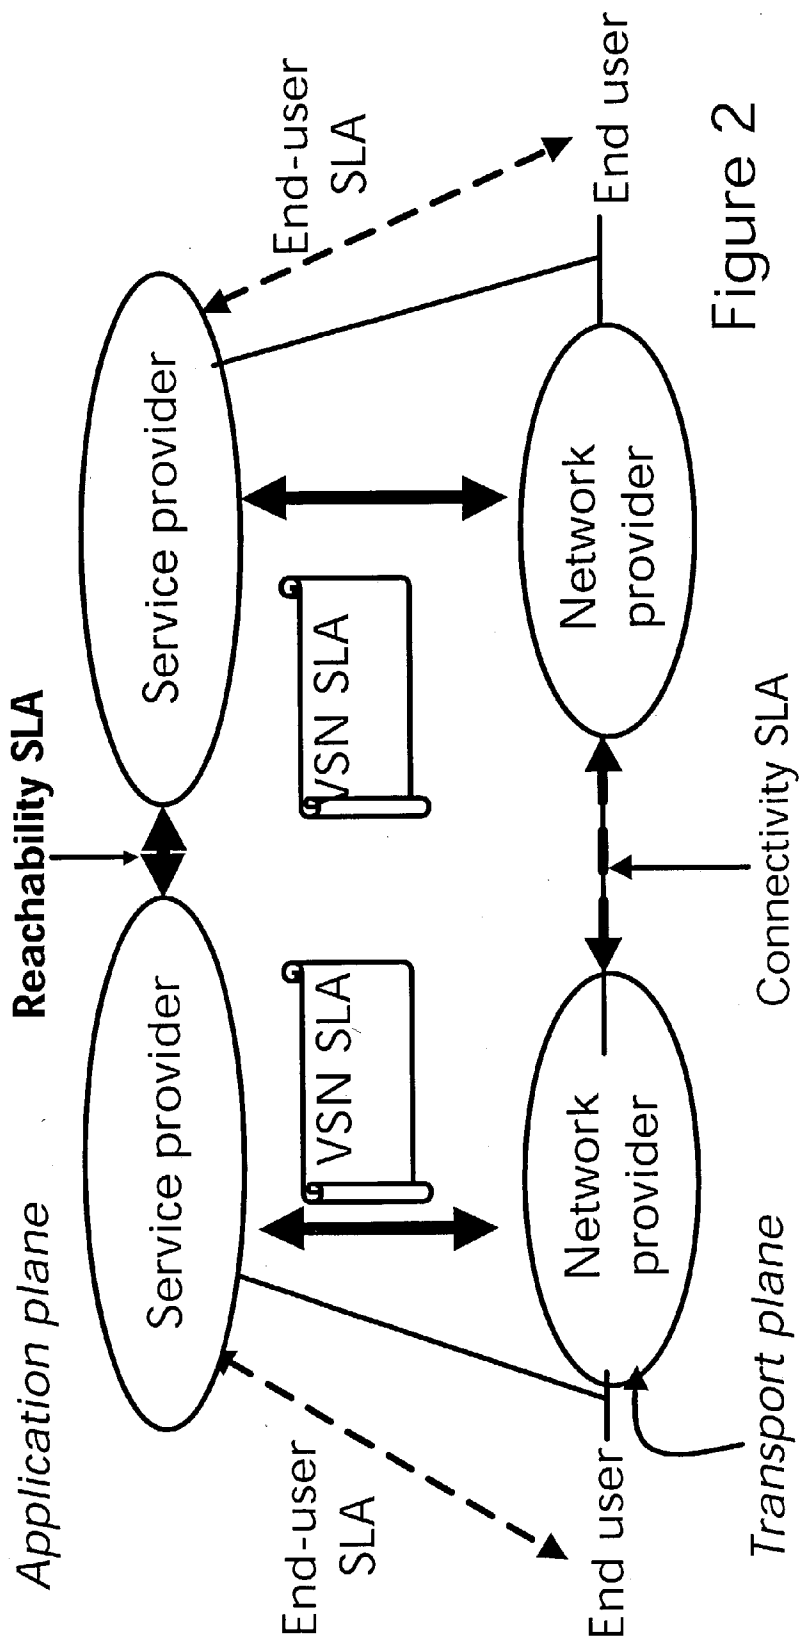 Application plane
Reachability SLA
End-user
SLA
Service provider
Service provider
End-user
SLA
VSN SLA
VSN SLA
End user
Network
provider
Network
provider
End user
Transport plane
Connectivity SLA
Figure 2